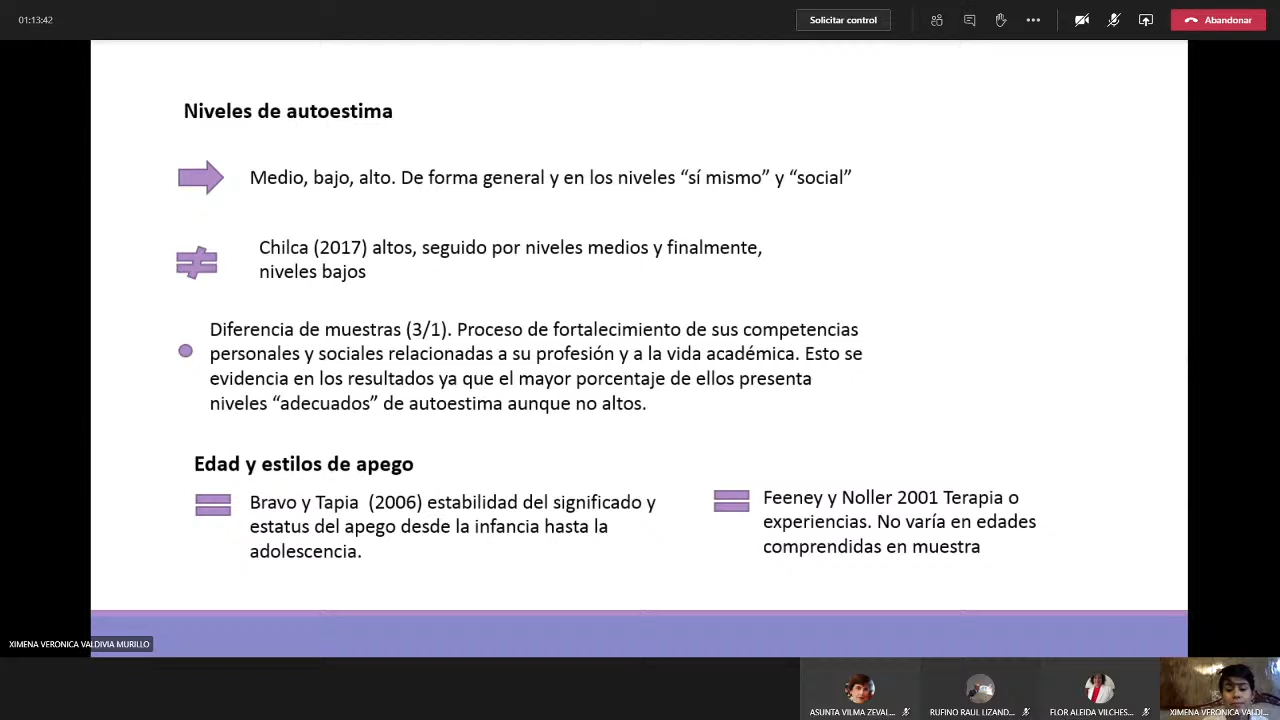 01:13:42
Solicitar control
Abandonar
Niveles de autoestima
Medio, bajo, alto. De forma general y en los niveles “sí mismo” y “social”
Chilca (2017) altos, seguido por niveles medios y finalmente,
niveles bajos
Diferencia de muestras (3/1). Proceso de fortalecimiento de sus competencias
personales y sociales relacionadas a su profesión y a la vida académica. Esto se
evidencia en los resultados ya que el mayor porcentaje de ellos presenta
niveles “adecuados” de autoestima aunque no altos.
Edad y estilos de apego
Bravo y Tapia (2006) estabilidad del significado y
estatus del apego desde la infancia hasta la
adolescencia.
Feeney y Noller 2001 Terapia o
experiencias. No varía en edades
comprendidas en muestra
XIMENA VERONICA VALDIVIA MURILLO
ASUNTA VILMA ZEVAL...
RUFINO RAUL LIZAND...
FLOR ALEIDA VILCHES...
XIMENA VERONICA VALDI...